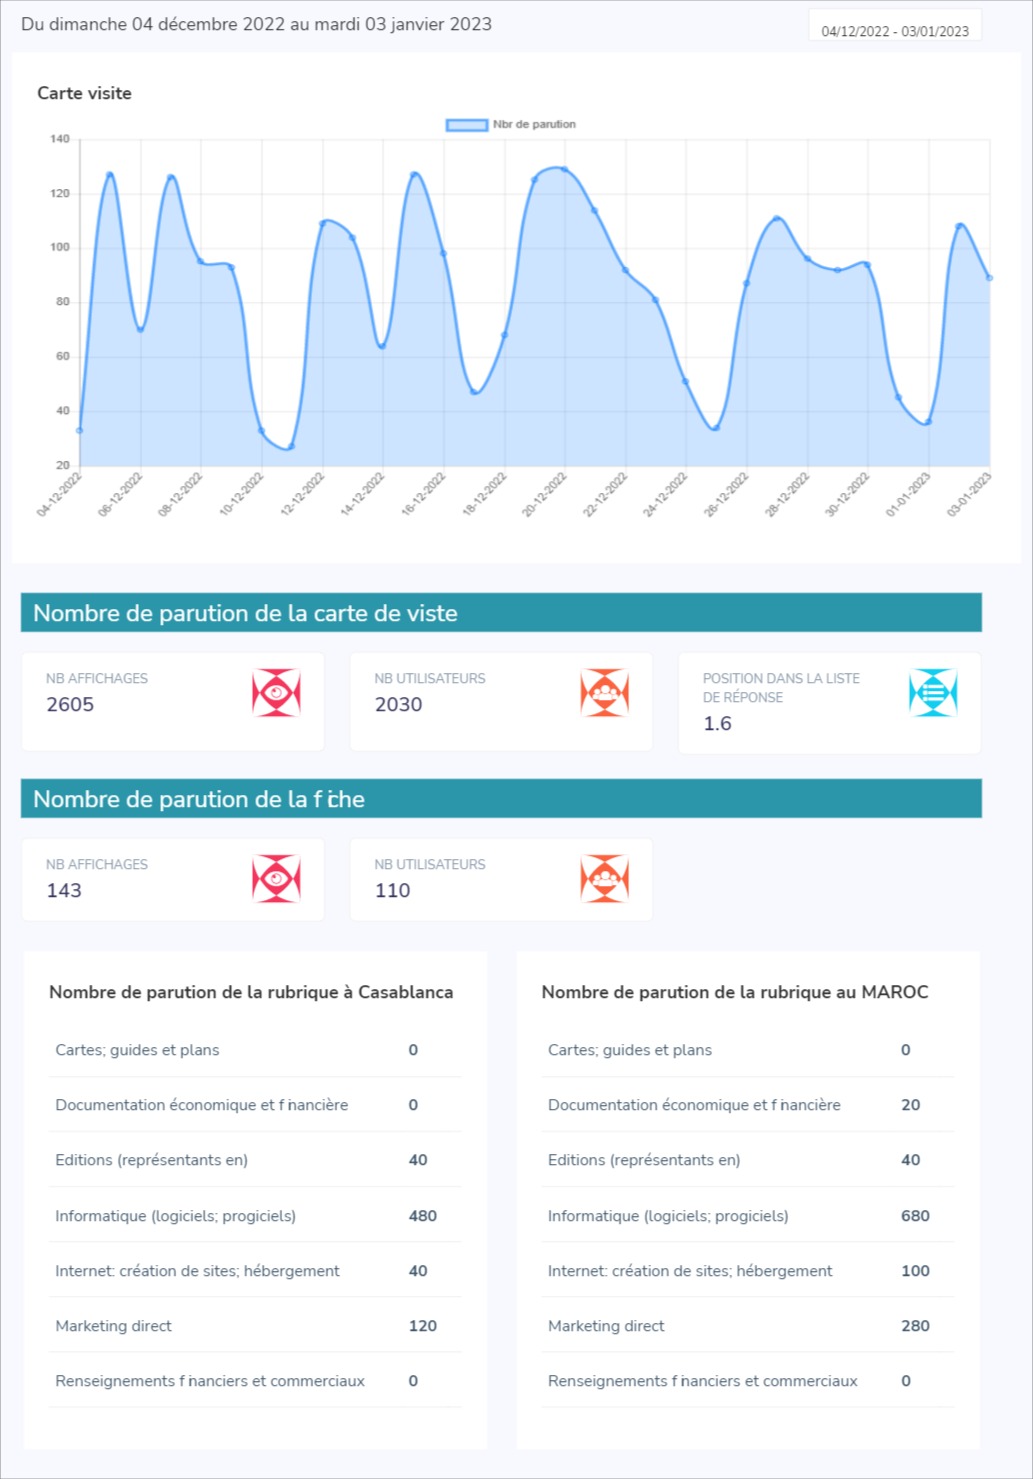 Du dimanche 04 décembre 2022 au mardi 03 janvier 2023
04/12/2022 - 03/01/2023
Carte visite
Nbr de parution
140
120
100
80
60
40
20
04-12-2022
06-12-2022
08-12-2022
10-12-2022
12-12-2022
14-12-2022
16-12-2022
18-12-2022
20-12-2022
22-12-2022
24-12-2022
26-12-2022
28-12-2022
30-12-2022
01-01-2023
03-01-2023
Nombre de parution de la carte de viste
NB AFFICHAGES
2605
NB UTILISATEURS
2030
POSITION DANS LA LISTE
DE RÉPONSE
1.6
Nombre de parution de la fiche
NB AFFICHAGES
143
NB UTILISATEURS
110
Nombre de parution de la rubrique à Casablanca
Cartes; guides et plans 0
Documentation économique et financière 0
Editions (représentants en) 40
Informatique (logiciels; progiciels) 480
Internet: création de sites; hébergement 40
Marketing direct 120
Renseignements financiers et commerciaux 0
Nombre de parution de la rubrique au MAROC
Cartes; guides et plans 0
Documentation économique et financière 20
Editions (représentants en) 40
Informatique (logiciels; progiciels) 680
Internet: création de sites; hébergement 100
Marketing direct 280
Renseignements financiers et commerciaux 0